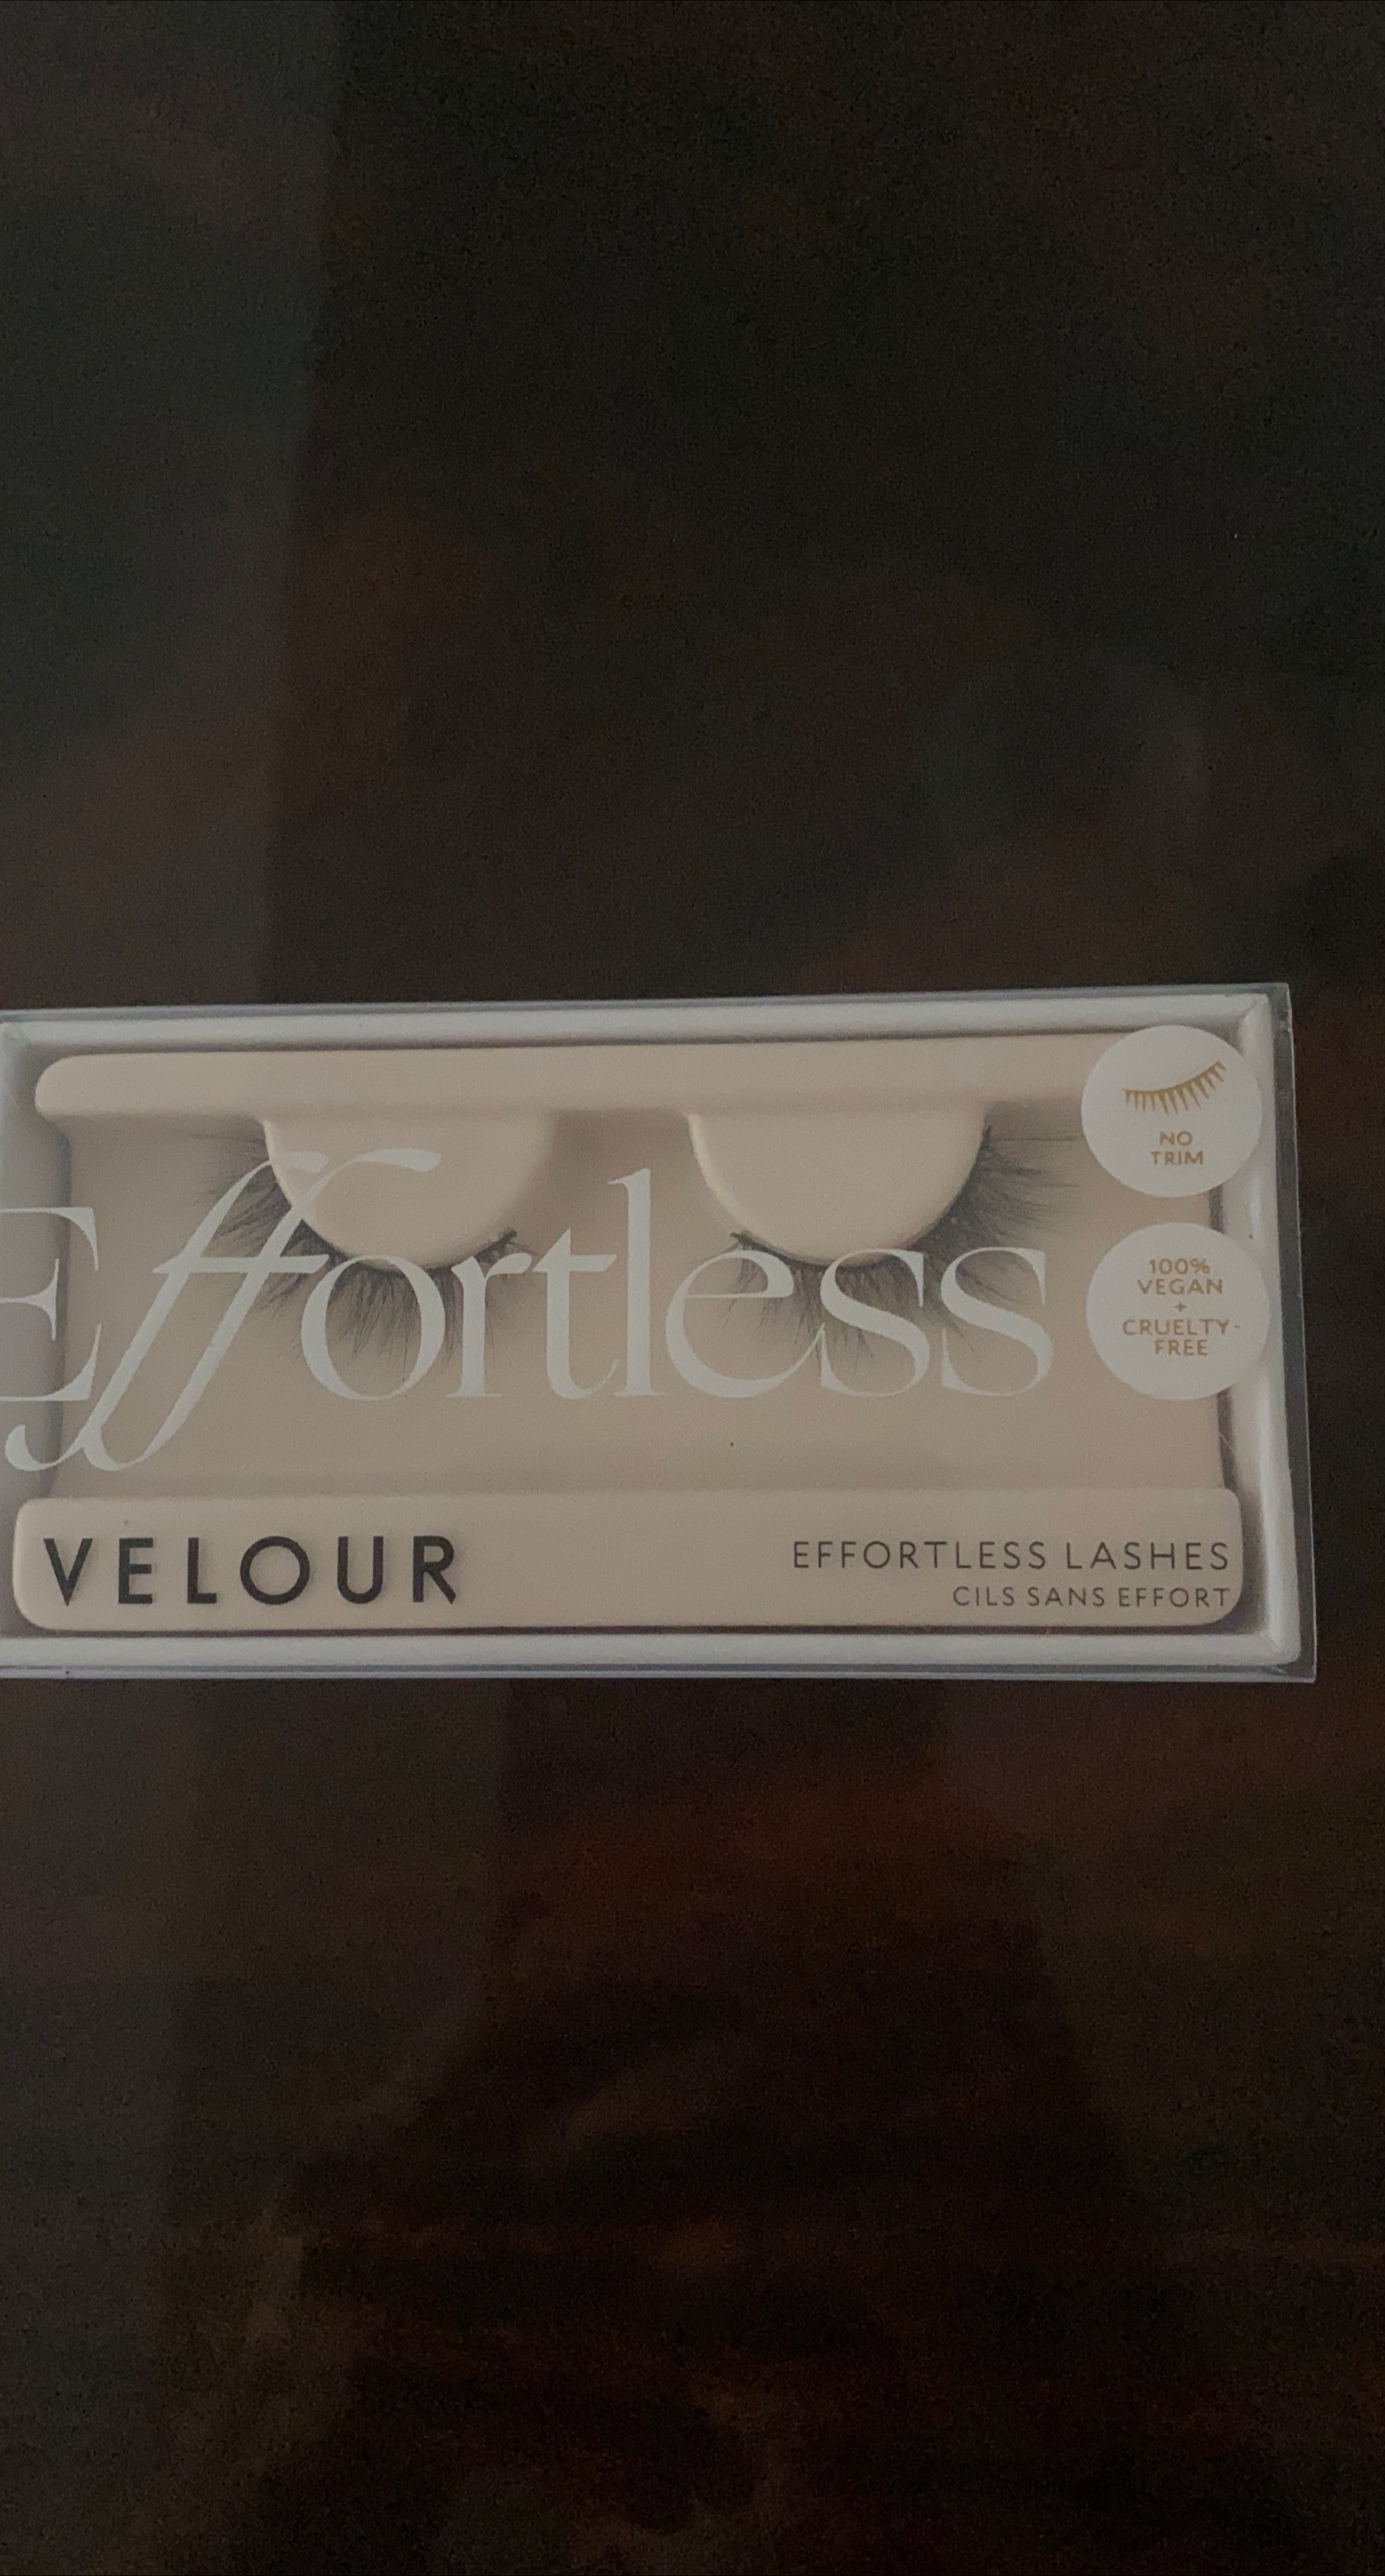 Effortless
NO
TRIM
100%
VEGAN
+
CRUELTY-
FREE
VELOUR
EFFORTLESS LASHES
CILS SANS EFFORT